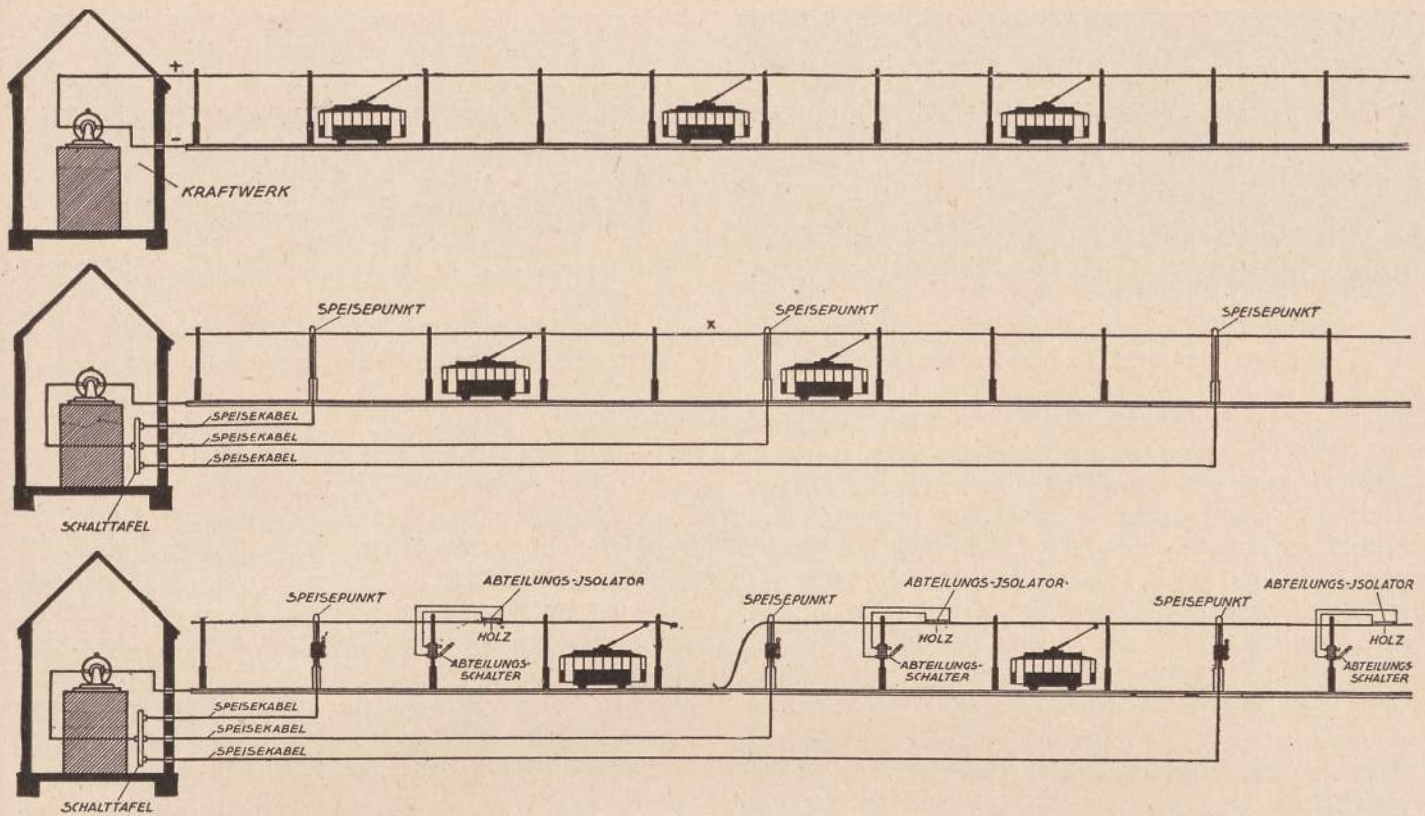 +
-
KRAFTWERK
SPEISEPUNKT
x
SPEISEPUNKT
SPEISEPUNKT
SPEISEKABEL
SPEISEKABEL
SPEISEKABEL
SCHALTTAFEL
SPEISEPUNKT
ABTEILUNGS-JSOLATOR
HOLZ
ABTEILUNGS-
SCHALTER
SPEISEPUNKT
ABTEILUNGS-JSOLATOR
HOLZ
ABTEILUNGS-
SCHALTER
SPEISEPUNKT
ABTEILUNGS-JSOLATOR
HOLZ
ABTEILUNGS-
SCHALTER
SPEISEKABEL
SPEISEKABEL
SPEISEKABEL
SCHALTTAFEL